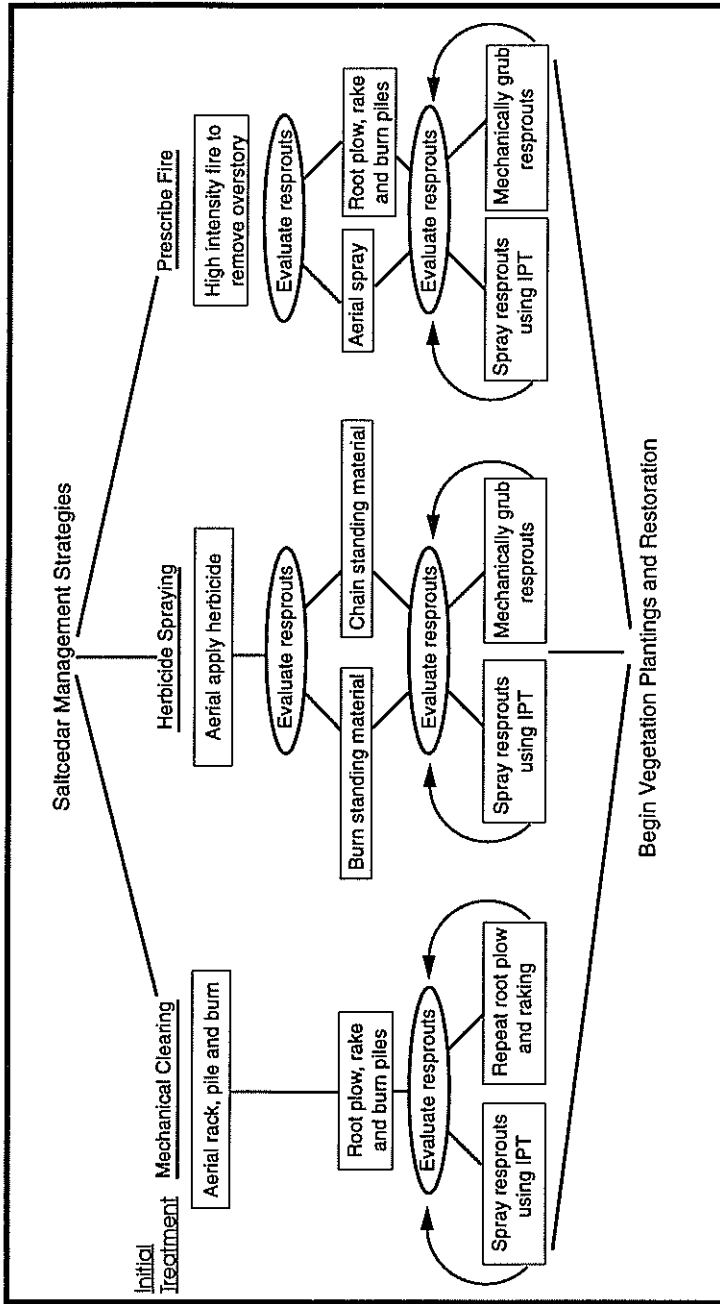 Saltcedar Management Strategies
Initial
Treatment
Mechanical Clearing
Aerial rack, pile and burn
Root plow, rake
and burn piles
Evaluate resprouts
Spray resprouts
using IPT
Repeat root plow
and raking
Herbicide Spraying
Aerial apply herbicide
Evaluate resprouts
Burn standing material
Chain standing material
Evaluate resprouts
Spray resprouts
using IPT
Mechanically grub
resprouts
Prescribe Fire
High intensity fire to
remove overstory
Evaluate resprouts
Aerial spray
Root plow, rake
and burn piles
Evaluate resprouts
Spray resprouts
using IPT
Mechanically grub
resprouts
Begin Vegetation Plantings and Restoration